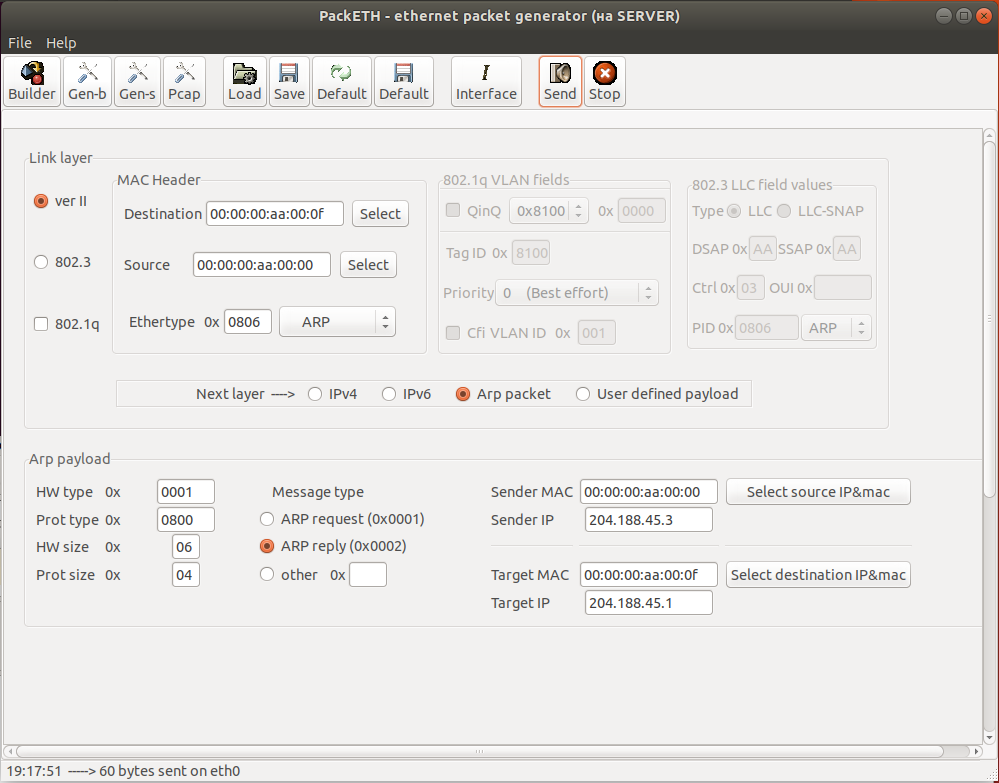 PackETH - ethernet packet generator (на SERVER)
File Help
Builder Gen-b Gen-s Pcap Load Save Default Default Interface Send Stop
Link layer
MAC Header
802.1q VLAN fields
802.3 LLC field values
ver II
Destination 00:00:00:aa:00:0f Select
QinQ 0x8100 0x 0000
Type LLC LLC-SNAP
802.3
Source 00:00:00:aa:00:00 Select
Tag ID 0x 8100
DSAP 0x AA SSAP 0x AA
Priority 0 (Best effort)
Ctrl 0x 03 OUI 0x
802.1q
Ethertype 0x 0806 ARP
Cfi VLAN ID 0x 001
PID 0x 0806 ARP
Next layer ----> IPv4 IPv6 Arp packet User defined payload
Arp payload
HW type 0x 0001
Prot type 0x 0800
HW size 0x 06
Prot size 0x 04
Message type
ARP request (0x0001)
ARP reply (0x0002)
other 0x
Sender MAC 00:00:00:aa:00:00 Select source IP&mac
Sender IP 204.188.45.3
Target MAC 00:00:00:aa:00:0f Select destination IP&mac
Target IP 204.188.45.1
19:17:51 -----> 60 bytes sent on eth0